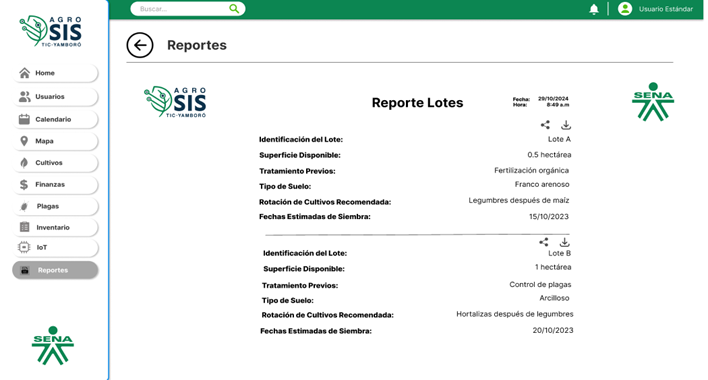 AGRO
SIS
TIC-YAMBORÓ
Buscar...
Usuario Estándar
Home
Usuarios
Calendario
Mapa
Cultivos
Finanzas
Plagas
Inventario
IoT
Reportes
SENA
Reportes
AGRO
SIS
TIC-YAMBORÓ
Reporte Lotes
Fecha: 29/10/2024
Hora: 8:49 a.m
SENA
Identificación del Lote: Lote A
Superficie Disponible: 0,5 hectárea
Tratamiento Previos: Fertilización orgánica
Tipo de Suelo: Franco arenoso
Rotación de Cultivos Recomendada: Legumbres después de maíz
Fechas Estimadas de Siembra: 15/10/2023
Identificación del Lote: Lote B
Superficie Disponible: 1 hectárea
Tratamiento Previos: Control de plagas
Tipo de Suelo: Arcilloso
Rotación de Cultivos Recomendada: Hortalizas después de legumbres
Fechas Estimadas de Siembra: 20/10/2023